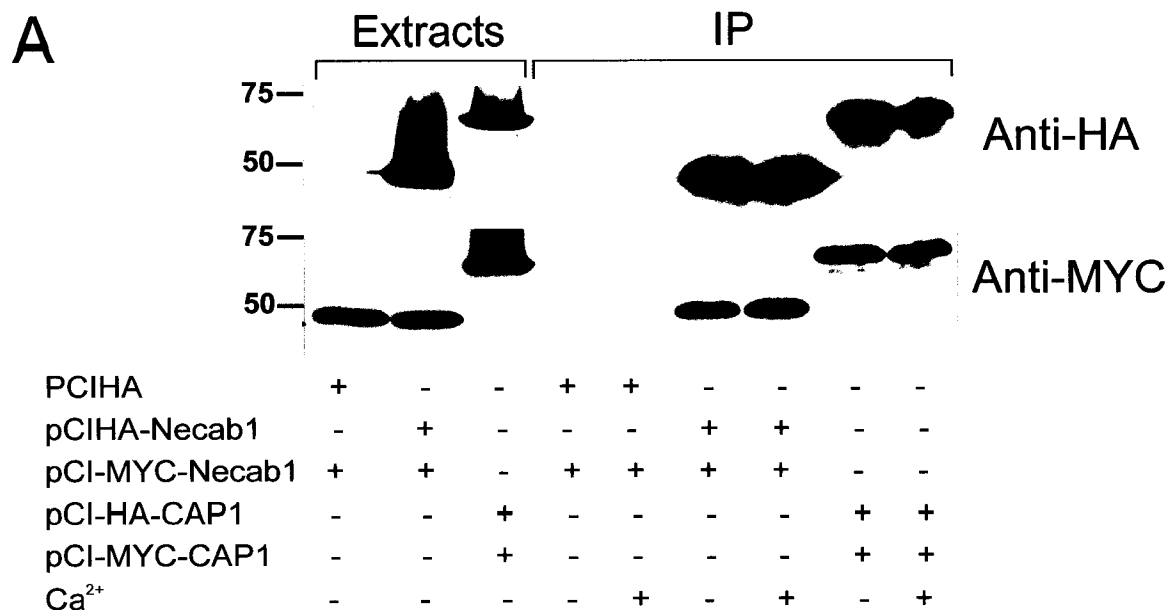 A
Extracts IP
75
50
Anti-HA
75
50
Anti-MYC
PCIHA + - - + + - - - -
pCIHA-Necab1 - + - - - + + - -
pCI-MYC-Necab1 + + - + + + + - -
pCI-HA-CAP1 - - + - - - - + +
pCI-MYC-CAP1 - - + - - - - + +
Ca²⁺ - - - - + - + - +